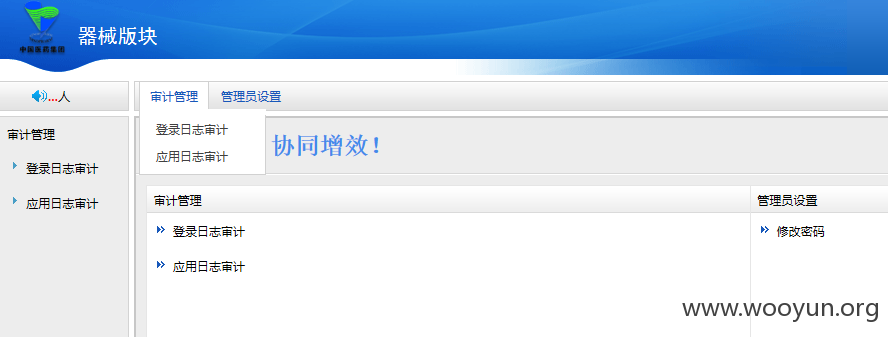 中国医药集团
器械版块
...人
审计管理 管理员设置
审计管理
登录日志审计
应用日志审计
登录日志审计
应用日志审计
协同增效！
审计管理
登录日志审计
应用日志审计
管理员设置
修改密码
www.wooyun.org